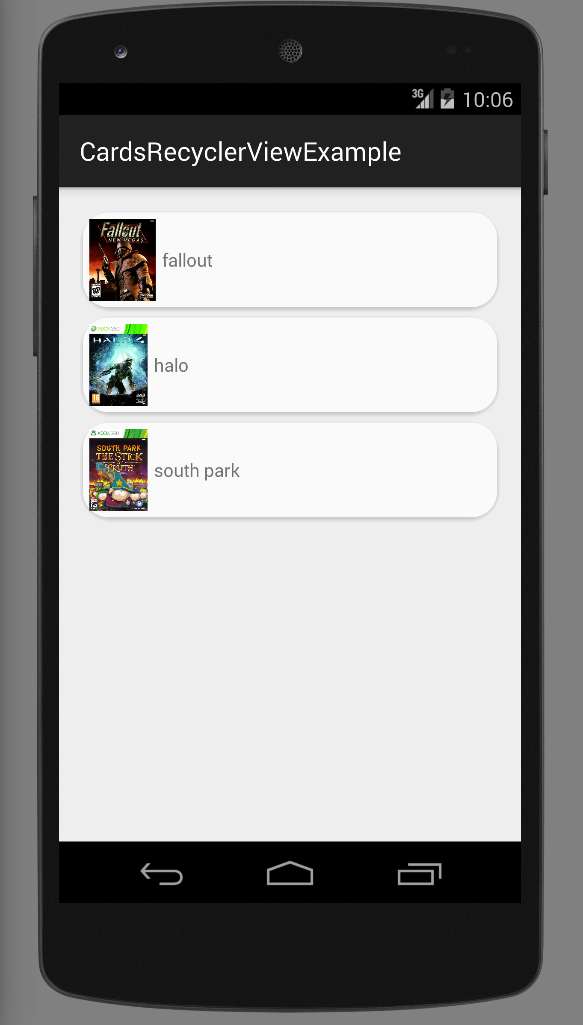 3G 10:06
CardsRecyclerViewExample
Fallout
NEW VEGAS
fallout
XBOX 360
HALO 4
16
halo
XBOX 360
SOUTH PARK
THE STICK
OF TRUTH
south park